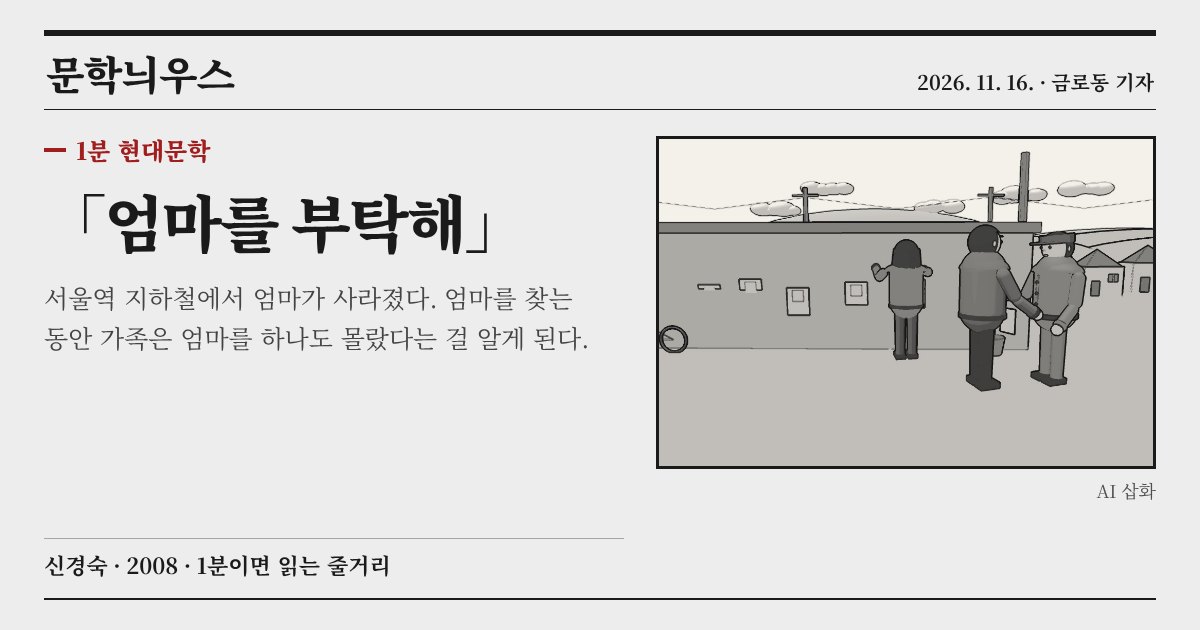 문학늬우스
2026. 11. 16. · 금로동 기자
1분 현대문학
「엄마를 부탁해」
서울역 지하철에서 엄마가 사라졌다. 엄마를 찾는
동안 가족은 엄마를 하나도 몰랐다는 걸 알게 된다.
AI 삽화
신경숙 · 2008 · 1분이면 읽는 줄거리